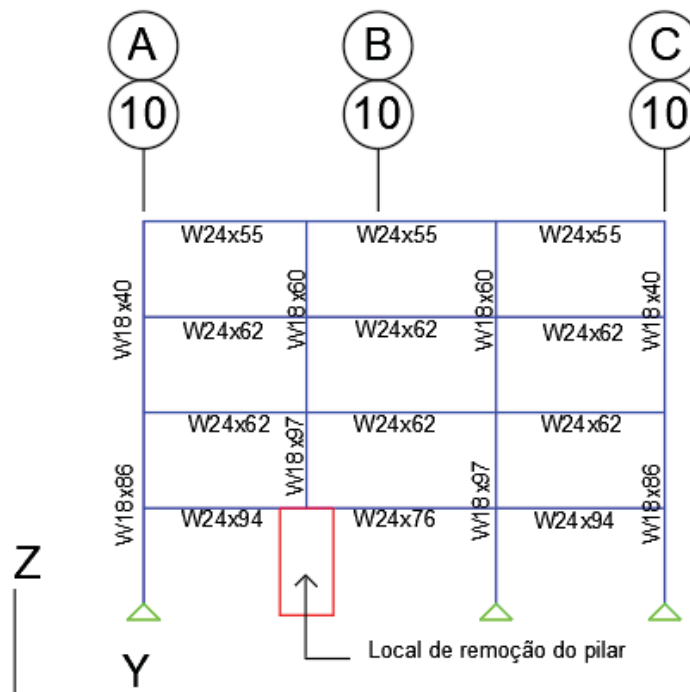 A B C
10 10 10
W24x55 W24x55 W24x55
W18x40 W18x60 W18x60 W18x40
W24x62 W24x62 W24x62
W24x62 W24x62 W24x62
W18x86 W18x97 W18x97 W18x86
W24x94 W24x76 W24x94
Z
Local de remoção do pilar
Y